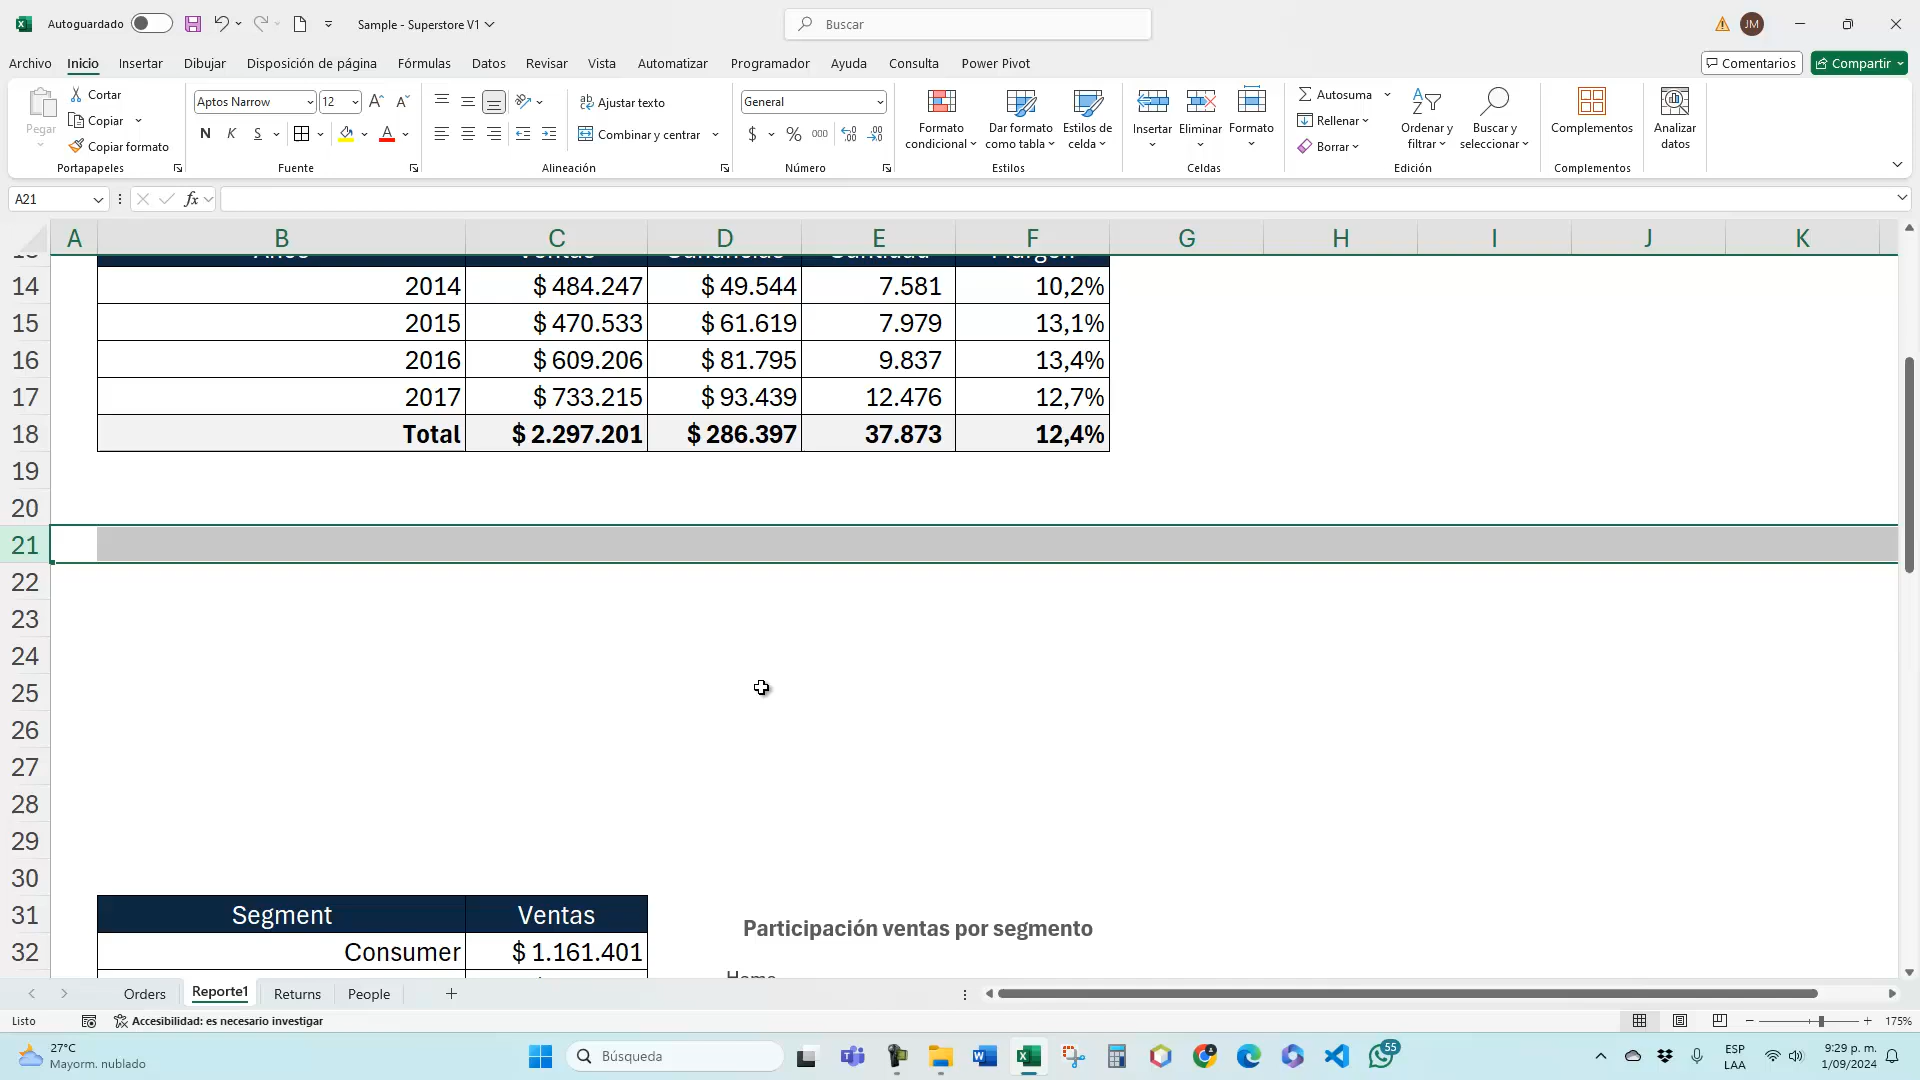 Autoguardado
Sample - Superstore V1
Buscar
JM
Archivo Inicio Insertar Dibujar Disposición de página Fórmulas Datos Revisar Vista Automatizar Programador Ayuda Consulta Power Pivot
Comentarios
Compartir
Pegar
Cortar
Copiar
Copiar formato
Portapapeles
Aptos Narrow
12
N K S
Fuente
Ajustar texto
Combinar y centrar
Alineación
General
$ % 000
Número
Formato condicional
Dar formato como tabla
Estilos de celda
Estilos
Insertar
Eliminar
Formato
Celdas
Autosuma
Rellenar
Borrar
Ordenar y filtrar
Buscar y seleccionar
Edición
Complementos
Complementos
Analizar datos
A21
fx
A B C D E F G H I J K
14 2014 $ 484.247 $ 49.544 7.581 10,2%
15 2015 $ 470.533 $ 61.619 7.979 13,1%
16 2016 $ 609.206 $ 81.795 9.837 13,4%
17 2017 $ 733.215 $ 93.439 12.476 12,7%
18 Total $ 2.297.201 $ 286.397 37.873 12,4%
19
20
21
22
23
24
25
26
27
28
29
30
31 Segment Ventas
32 Consumer $ 1.161.401
Participación ventas por segmento
Orders Reporte1 Returns People
Listo
Accesibilidad: es necesario investigar
175%
27°C
Mayorm. nublado
Búsqueda
55
ESP
LAA
9:29 p. m.
1/09/2024